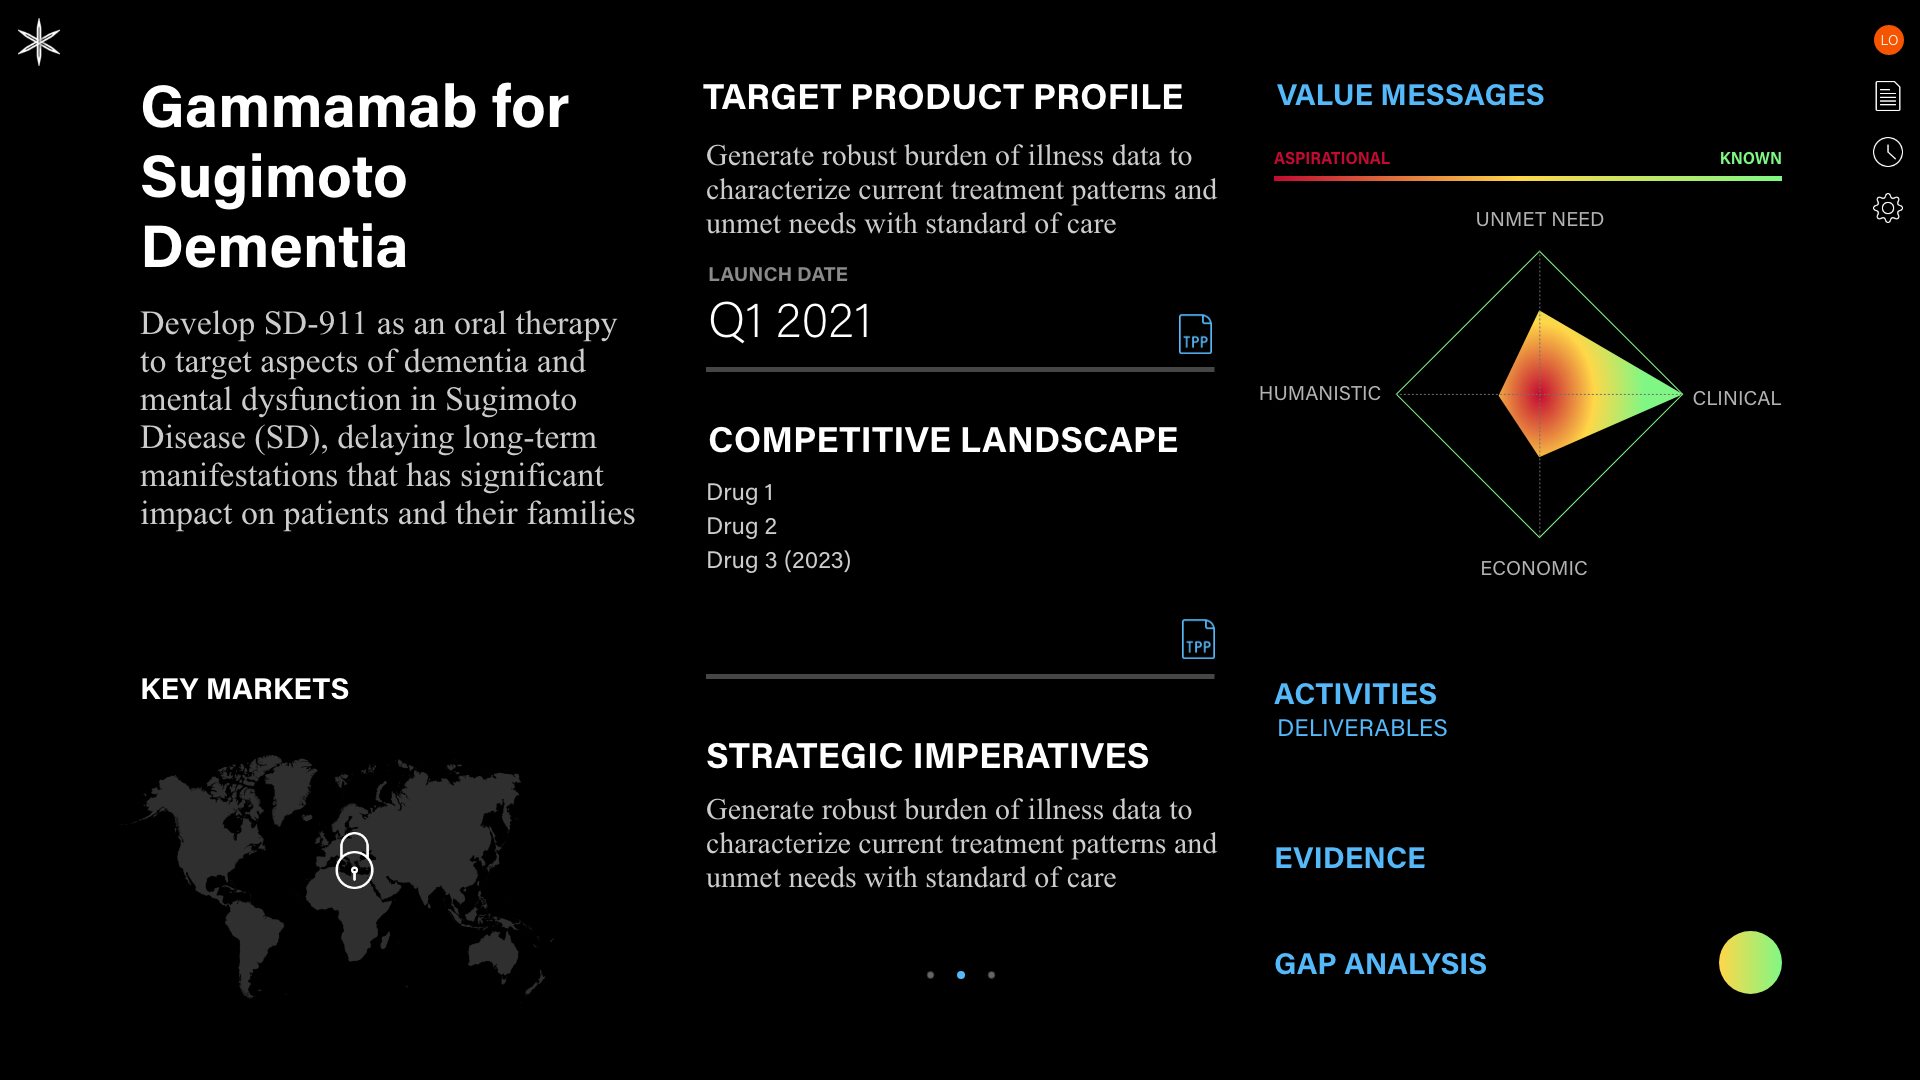 LO
Gammamab for
Sugimoto
Dementia
Develop SD-911 as an oral therapy
to target aspects of dementia and
mental dysfunction in Sugimoto
Disease (SD), delaying long-term
manifestations that has significant
impact on patients and their families
KEY MARKETS
TARGET PRODUCT PROFILE
Generate robust burden of illness data to
characterize current treatment patterns and
unmet needs with standard of care
LAUNCH DATE
Q1 2021
TPP
COMPETITIVE LANDSCAPE
Drug 1
Drug 2
Drug 3 (2023)
TPP
STRATEGIC IMPERATIVES
Generate robust burden of illness data to
characterize current treatment patterns and
unmet needs with standard of care
VALUE MESSAGES
ASPIRATIONAL KNOWN
UNMET NEED
HUMANISTIC
CLINICAL
ECONOMIC
ACTIVITIES
DELIVERABLES
EVIDENCE
GAP ANALYSIS